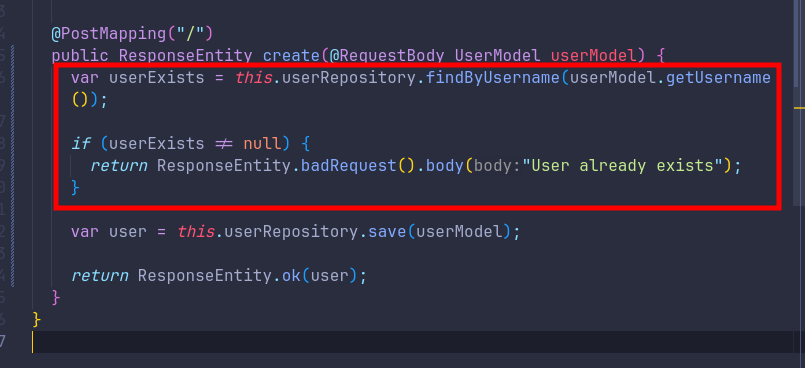 @PostMapping("/")
public ResponseEntity create(@RequestBody UserModel userModel) {
var userExists = this.userRepository.findByUsername(userModel.getUsername
());
if (userExists ≠ null) {
return ResponseEntity.badRequest().body(body:"User already exists");
}
var user = this.userRepository.save(userModel);
return ResponseEntity.ok(user);
}
}